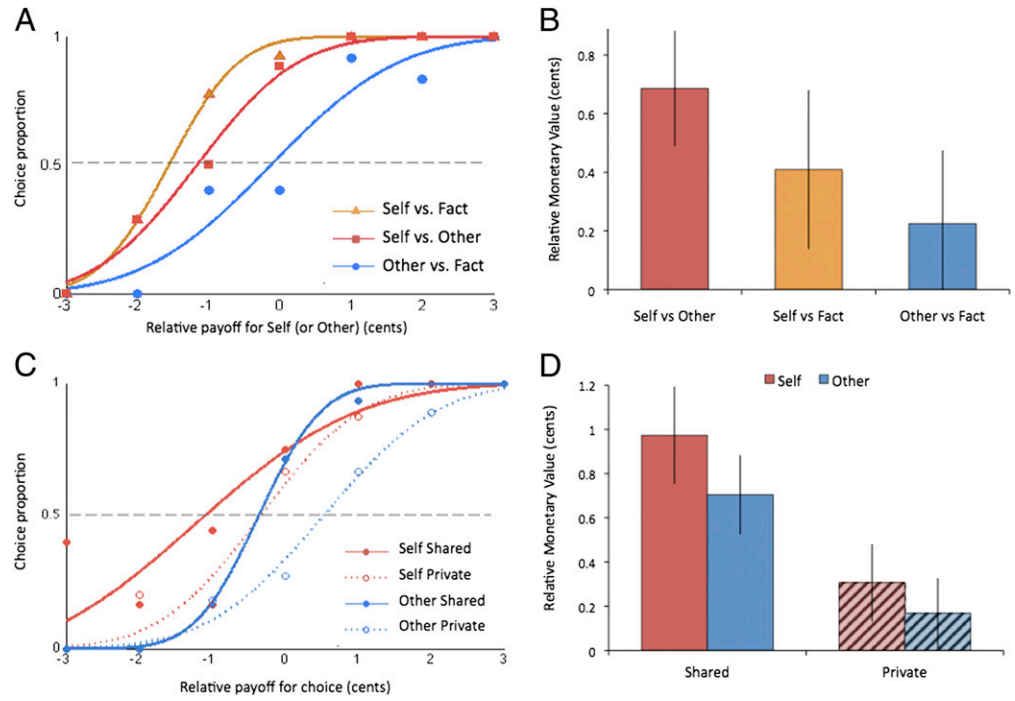 A
1
0.5
0
Choice proportion
-3
-2
-1
0
1
2
3
Relative payoff for Self (or Other) (cents)
Self vs. Fact
Self vs. Other
Other vs. Fact
B
Relative Monetary Value (cents)
0.8
0.6
0.4
0.2
0
Self vs Other
Self vs Fact
Other vs Fact
C
1
0.5
0
Choice proportion
-3
-2
-1
0
1
2
3
Relative payoff for choice (cents)
Self Shared
Self Private
Other Shared
Other Private
D
Self
Other
Relative Monetary Value (cents)
1.2
1
0.8
0.6
0.4
0.2
0
Shared
Private